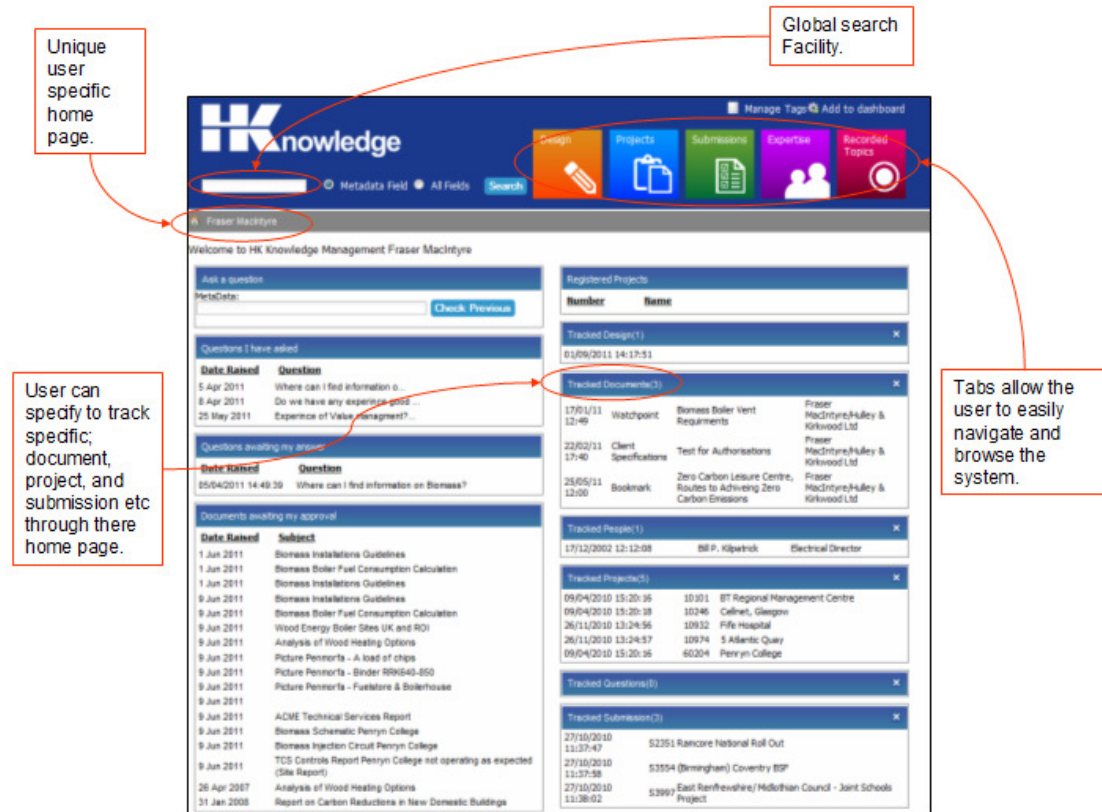 Global search
Facility.
Unique
user
specific
home
page.
Manage Tags Add to dashboard
HKnowledge
Design
Projects
Submissions
Expertise
Recorded
Topics
Metadata Field All Fields Search
Fraser MacIntyre
Welcome to HK Knowledge Management Fraser MacIntyre
Ask a question
MetaData:
Check Previous
Questions I have asked
Date Raised Question
5 Apr 2011 Where can I find information o...
8 Apr 2011 Do we have any experince good ...
25 May 2011 Experince of Value managment?...
Questions awaiting my answer
Date Raised Question
05/04/2011 14:49:39 Where can I find information on Biomass?
Documents awaiting my approval
Date Raised Subject
1 Jun 2011 Biomass Installations Guidelines
1 Jun 2011 Biomass Boiler Fuel Consumption Calculation
1 Jun 2011 Biomass Installations Guidelines
9 Jun 2011 Biomass Installations Guidelines
9 Jun 2011 Biomass Boiler Fuel Consumption Calculation
9 Jun 2011 Wood Energy Boiler Sites UK and ROI
9 Jun 2011 Analysis of Wood Heating Options
9 Jun 2011 Picture Penmorfa - A load of chips
9 Jun 2011 Picture Penmorfa - Binder RRK640-850
9 Jun 2011 Picture Penmorfa - Fuelstore & Boilerhouse
9 Jun 2011
9 Jun 2011 ACME Technical Services Report
9 Jun 2011 Biomass Schematic Penryn College
9 Jun 2011 Biomass Injection Circuit Penryn College
9 Jun 2011 TCS Controls Report Penryn College not operating as expected
(Site Report)
26 Apr 2007 Analysis of Wood Heating Options
31 Jan 2008 Report on Carbon Reductions in New Domestic Buildings
Registered Projects
Number Name
Tracked Design(1)
01/09/2011 14:17:51
Tracked Documents(3)
17/01/11
12:49
Watchpoint
Biomass Boiler Vent
Requirments
Fraser
MacIntyre/Hulley &
Kirkwood Ltd
22/02/11
17:40
Client
Specifications
Test for Authorisations
Fraser
MacIntyre/Hulley &
Kirkwood Ltd
25/05/11
12:00
Bookmark
Zero Carbon Leisure Centre,
Routes to Achiveing Zero
Carbon Emissions
Fraser
MacIntyre/Hulley &
Kirkwood Ltd
Tracked People(1)
17/12/2002 12:12:08 Bill P. Kilpatrick Electrical Director
Tracked Projects(5)
09/04/2010 15:20:16 10101 BT Regional Management Centre
09/04/2010 15:20:18 10246 Cellnet, Glasgow
26/11/2010 13:24:56 10932 Fife Hospital
26/11/2010 13:24:57 10974 5 Atlantic Quay
09/04/2010 15:20:16 60204 Penryn College
Tracked Questions(0)
Tracked Submission(3)
27/10/2010
11:37:47
S2351 Ramcore National Roll Out
27/10/2010
11:37:58
S3554 (Birmingham) Coventry BSF
27/10/2010
11:38:02
S3997 East Renfrewshire/ Midlothian Council - Joint Schools
Project
User can
specify to track
specific;
document,
project, and
submission etc
through there
home page.
Tabs allow the
user to easily
navigate and
browse the
system.